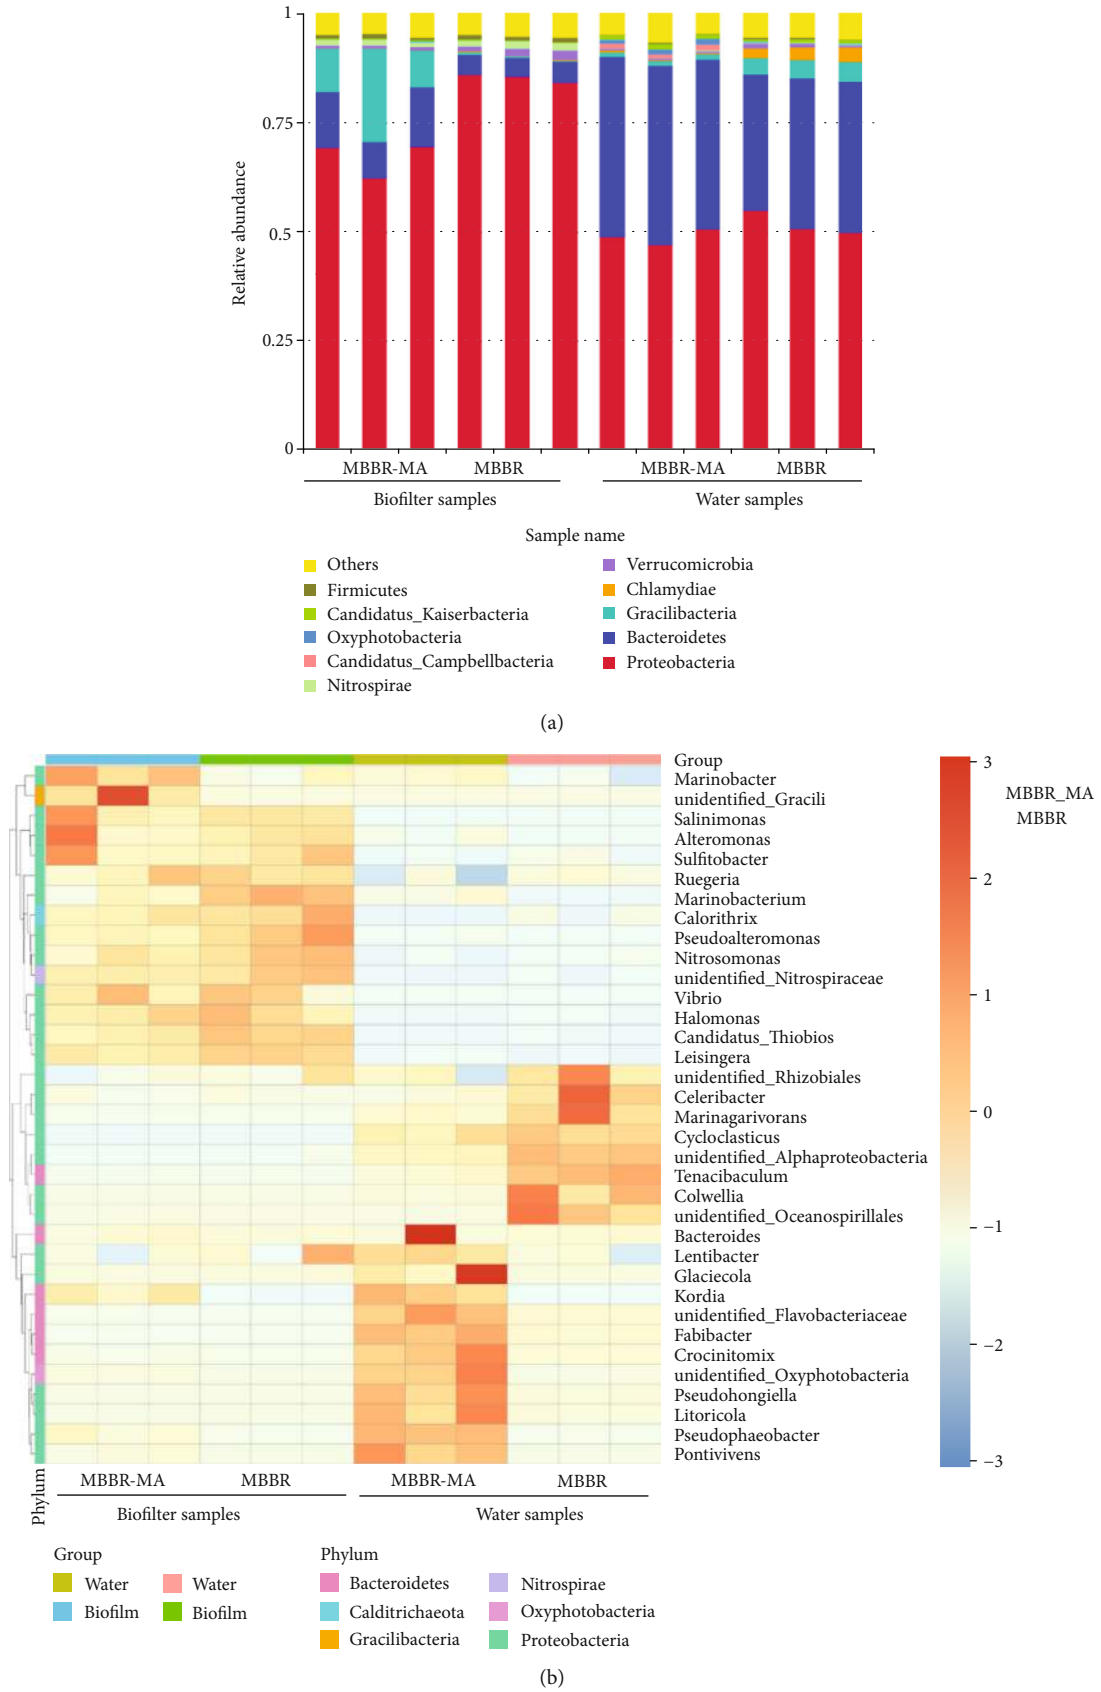 1
0.75
0.5
0.25
0
Relative abundance
MBBR-MA MBBR MBBR-MA MBBR
Biofilter samples Water samples
Sample name
Others
Firmicutes
Candidatus_Kaiserbacteria
Oxyphotobacteria
Candidatus_Campbellbacteria
Nitrospirae
Verrucomicrobia
Chlamydiae
Gracilibacteria
Bacteroidetes
Proteobacteria
(a)
Group
Marinobacter
unidentified_Gracili
Salinimonas
Alteromonas
Sulfitobacter
Ruegeria
Marinobacterium
Calorithrix
Pseudoalteromonas
Nitrosomonas
unidentified_Nitrospiraceae
Vibrio
Halomonas
Candidatus_Thiobios
Leisingera
unidentified_Rhizobiales
Celeribacter
Marinagarivorans
Cycloclasticus
unidentified_Alphaproteobacteria
Tenacibaculum
Colwellia
unidentified_Oceanospirillales
Bacteroides
Lentibacter
Glaciecola
Kordia
unidentified_Flavobacteriaceae
Fabibacter
Crocinitomix
unidentified_Oxyphotobacteria
Pseudohongiella
Litoricola
Pseudophaeobacter
Pontivivens
3
2
1
0
−1
−2
−3
MBBR_MA
MBBR
Phylum
MBBR-MA MBBR MBBR-MA MBBR
Biofilter samples Water samples
Group
Water Water
Biofilm Biofilm
Phylum
Bacteroidetes Nitrospirae
Calditrichaeota Oxyphotobacteria
Gracilibacteria Proteobacteria
(b)